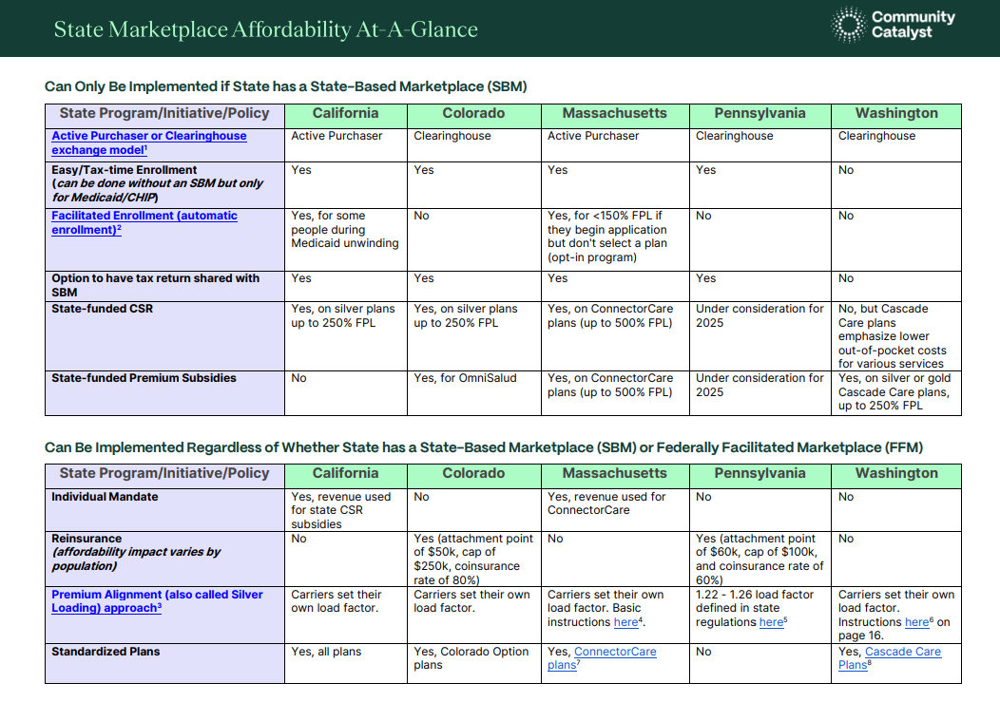 State Marketplace Affordability At-A-Glance
Community
Catalyst
Can Only Be Implemented if State has a State-Based Marketplace (SBM)
State Program/Initiative/Policy California Colorado Massachusetts Pennsylvania Washington
Active Purchaser or Clearinghouse
exchange model¹
Active Purchaser
Clearinghouse
Active Purchaser
Clearinghouse
Clearinghouse
Easy/Tax-time Enrollment
(can be done without an SBM but only
for Medicaid/CHIP)
Yes
Yes
Yes
Yes
No
Facilitated Enrollment (automatic
enrollment)²
Yes, for some
people during
Medicaid unwinding
No
Yes, for <150% FPL if
they begin application
but don't select a plan
(opt-in program)
No
No
Option to have tax return shared with
SBM
Yes
Yes
Yes
Yes
No
State-funded CSR
Yes, on silver plans
up to 250% FPL
Yes, on silver plans
up to 250% FPL
Yes, on ConnectorCare
plans (up to 500% FPL)
Under consideration for
2025
No, but Cascade
Care plans
emphasize lower
out-of-pocket costs
for various services
State-funded Premium Subsidies
No
Yes, for OmniSalud
Yes, on ConnectorCare
plans (up to 500% FPL)
Under consideration for
2025
Yes, on silver or gold
Cascade Care plans,
up to 250% FPL
Can Be Implemented Regardless of Whether State has a State-Based Marketplace (SBM) or Federally Facilitated Marketplace (FFM)
State Program/Initiative/Policy California Colorado Massachusetts Pennsylvania Washington
Individual Mandate
Yes, revenue used
for state CSR
subsidies
No
Yes, revenue used for
ConnectorCare
No
No
Reinsurance
(affordability impact varies by
population)
No
Yes (attachment point
of $50k, cap of
$250k, coinsurance
rate of 80%)
No
Yes (attachment point
of $60k, cap of $100k,
and coinsurance rate of
60%)
No
Premium Alignment (also called Silver
Loading) approach³
Carriers set their
own load factor.
Carriers set their own
load factor.
Carriers set their own
load factor. Basic
instructions here⁴.
1.22 - 1.26 load factor
defined in state
regulations here⁵
Carriers set their own
load factor.
Instructions here⁶ on
page 16.
Standardized Plans
Yes, all plans
Yes, Colorado Option
plans
Yes, ConnectorCare
plans⁷
No
Yes, Cascade Care
Plans⁸